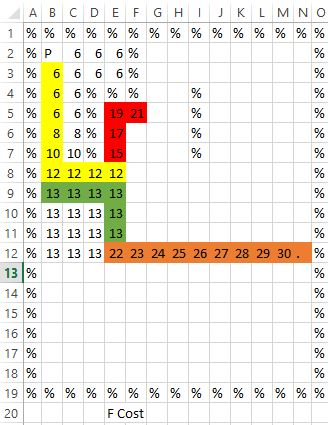 A B C D E F G H I J K L M N O
1 % % % % % % % % % % % % % % %
2 % P 6 6 6 % %
3 % 6 6 6 6 % %
4 % 6 6 % % % % %
5 % 6 6 % 19 21 % %
6 % 8 8 % 17 % %
7 % 10 10 % 15 % %
8 % 12 12 12 12 %
9 % 13 13 13 13 %
10 % 13 13 13 13 %
11 % 13 13 13 13 %
12 % 13 13 13 22 23 24 25 26 27 28 29 30 . %
13 % %
14 % %
15 % %
16 % %
17 % %
18 % %
19 % % % % % % % % % % % % % % %
20 F Cost